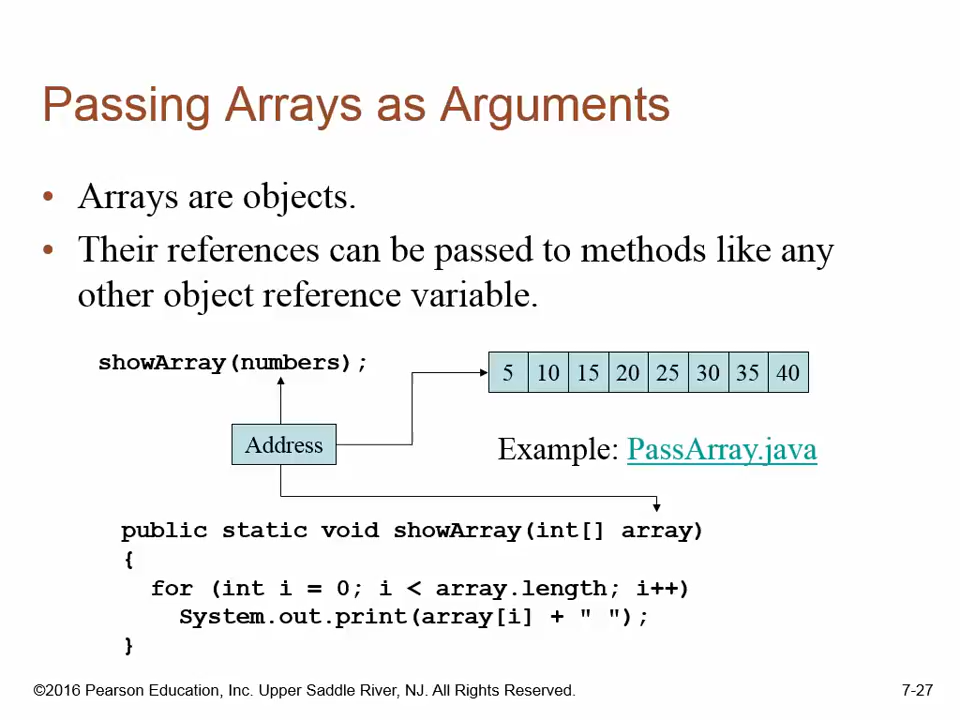 Passing Arrays as Arguments
• Arrays are objects.
• Their references can be passed to methods like any
other object reference variable.
showArray(numbers);
5 10 15 20 25 30 35 40
Address
Example: PassArray.java
public static void showArray(int[] array)
{
for (int i = 0; i < array.length; i++)
System.out.print(array[i] + " ");
}
©2016 Pearson Education, Inc. Upper Saddle River, NJ. All Rights Reserved.
7-27